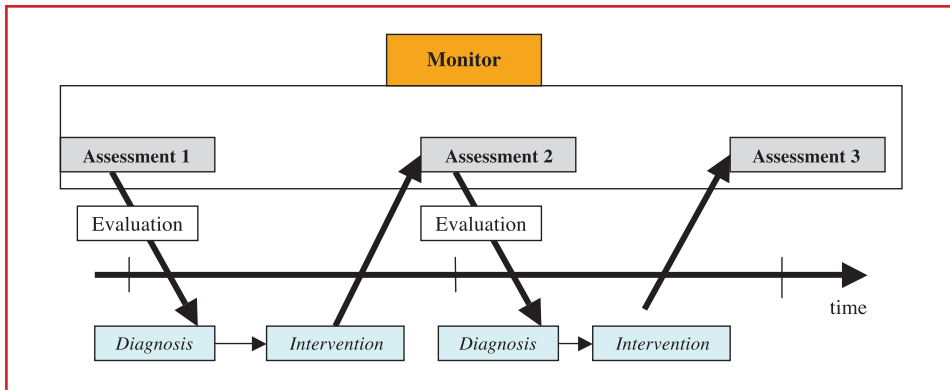 Monitor
Assessment 1
Assessment 2
Assessment 3
Evaluation
Evaluation
time
Diagnosis
Intervention
Diagnosis
Intervention